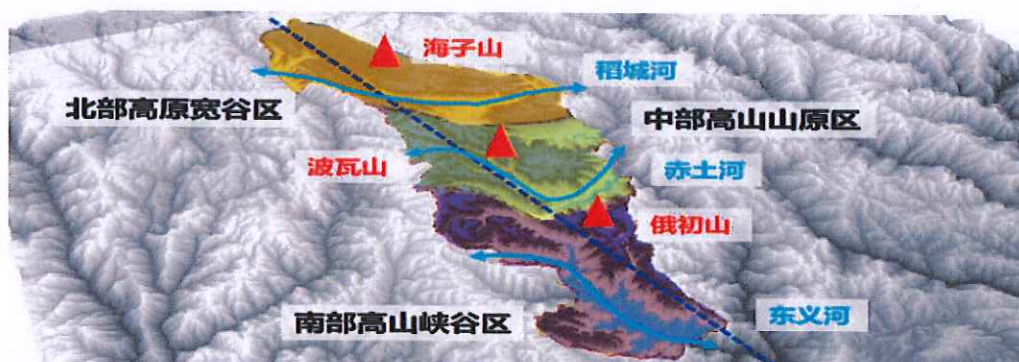 海子山
稻城河
北部高原宽谷区
中部高山山原区
波瓦山
赤土河
俄初山
南部高山峡谷区
东义河